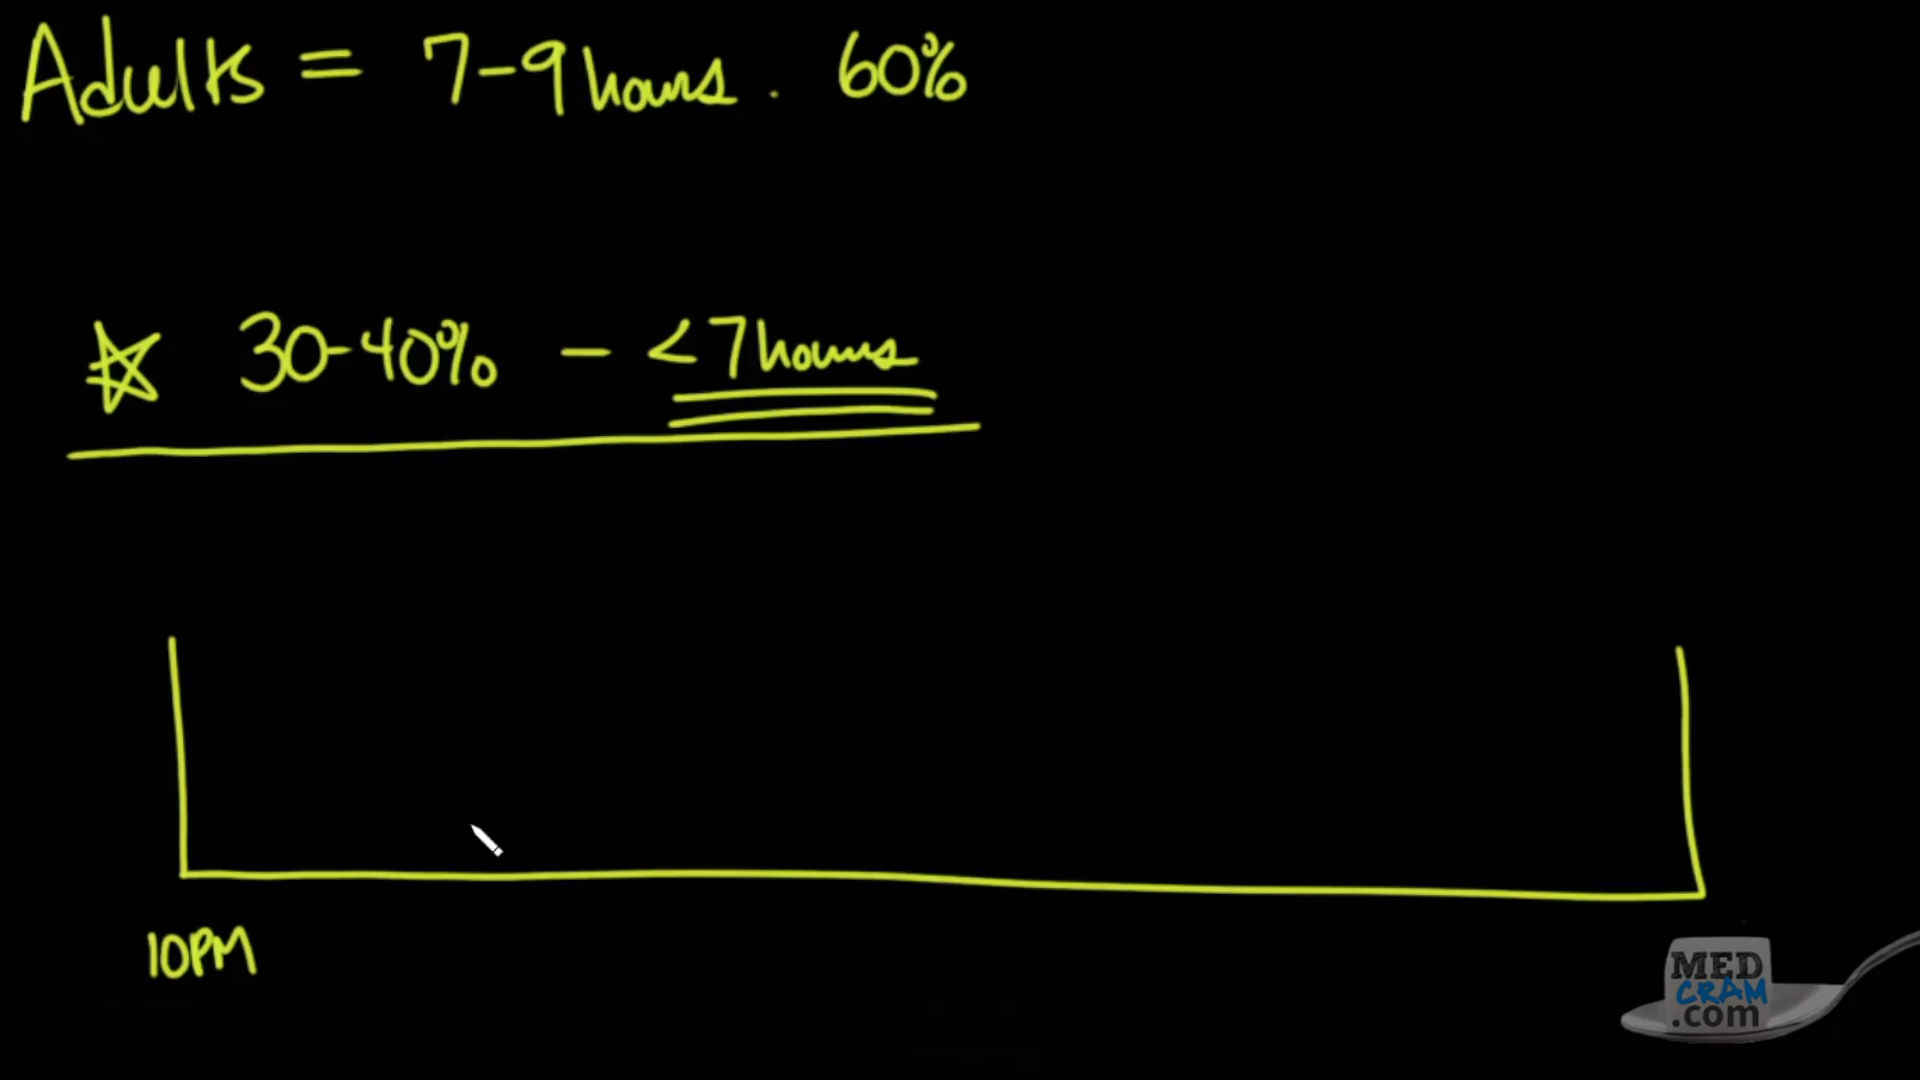 Adults = 7-9 hours. 60%
30-40% - <7 hours
10PM
MED
CRAM
.com